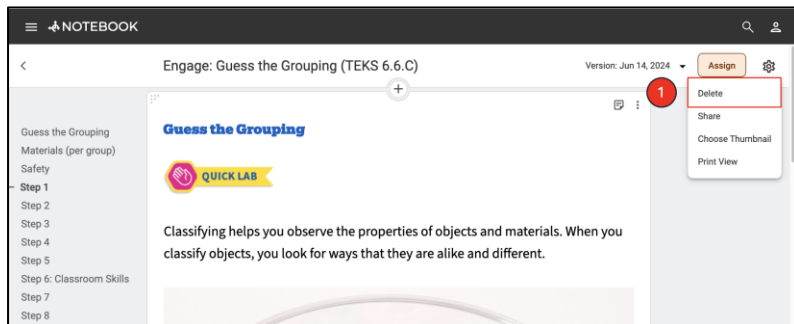 NOTEBOOK
Engage: Guess the Grouping (TEKS 6.6.C)
Version: Jun 14, 2024
Assign
1
Delete
Share
Choose Thumbnail
Print View
Guess the Grouping
Materials (per group)
Safety
Step 1
Step 2
Step 3
Step 4
Step 5
Step 6: Classroom Skills
Step 7
Step 8
Guess the Grouping
QUICK LAB
Classifying helps you observe the properties of objects and materials. When you
classify objects, you look for ways that they are alike and different.